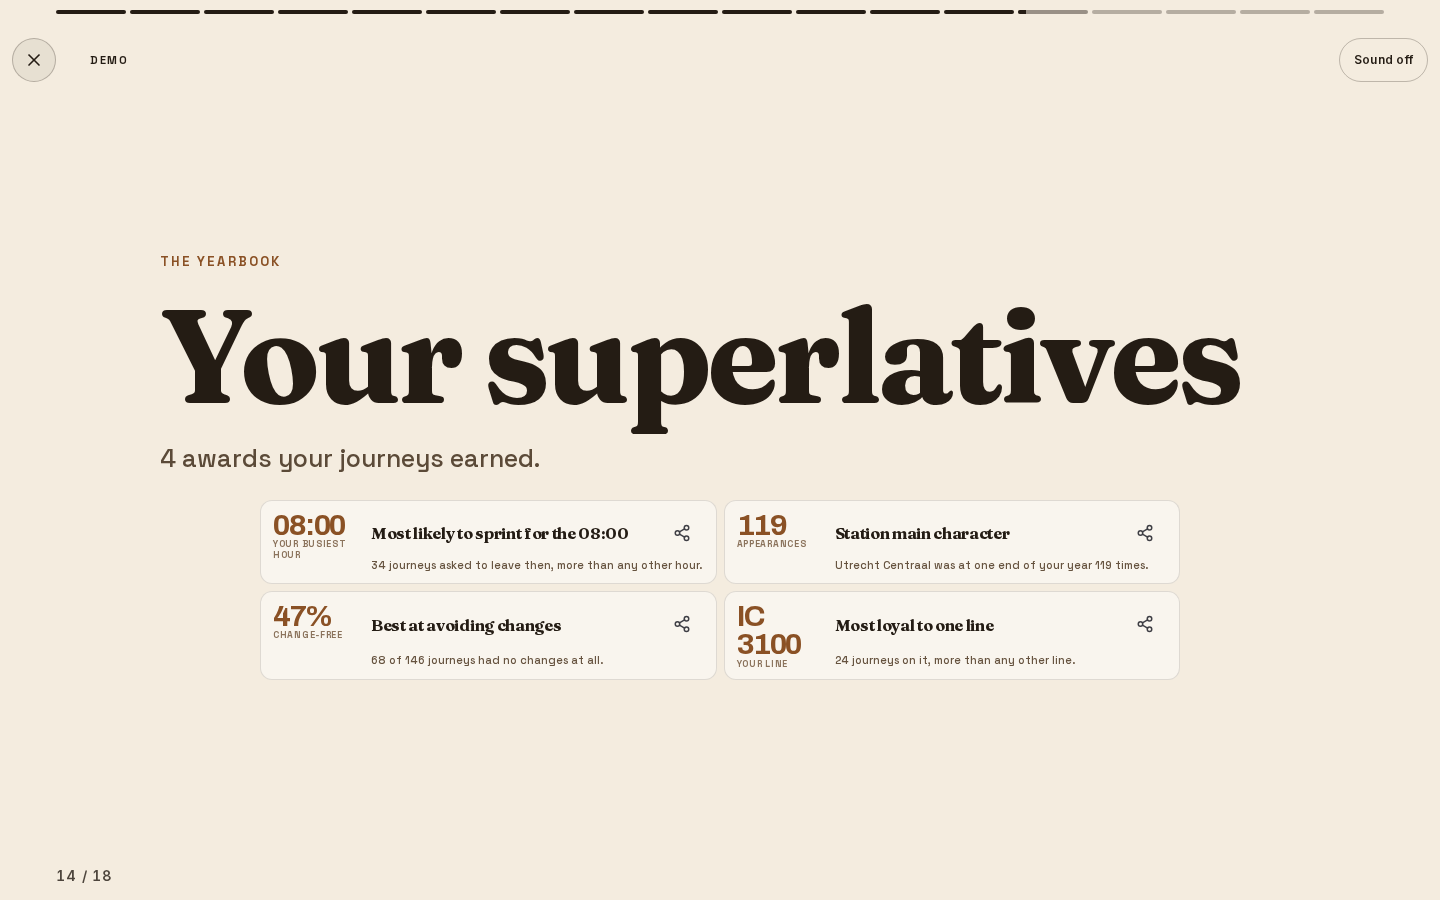 DEMO
Sound off
THE YEARBOOK
Your superlatives
4 awards your journeys earned.
08:00
YOUR BUSIEST
HOUR
Most likely to sprint for the 08:00
34 journeys asked to leave then, more than any other hour.
119
APPEARANCES
Station main character
Utrecht Centraal was at one end of your year 119 times.
47%
CHANGE-FREE
Best at avoiding changes
68 of 146 journeys had no changes at all.
IC
3100
YOUR LINE
Most loyal to one line
24 journeys on it, more than any other line.
14 / 18